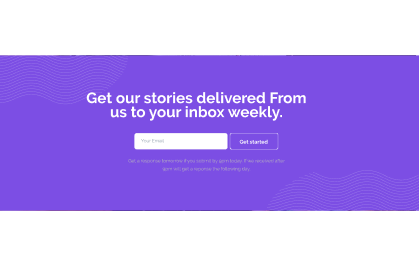 Get our stories delivered From
us to your inbox weekly.
Your Email
Get started
Get a response tomorrow if you submit by 9pm today. If we received after
9pm will get a reponse the following day.